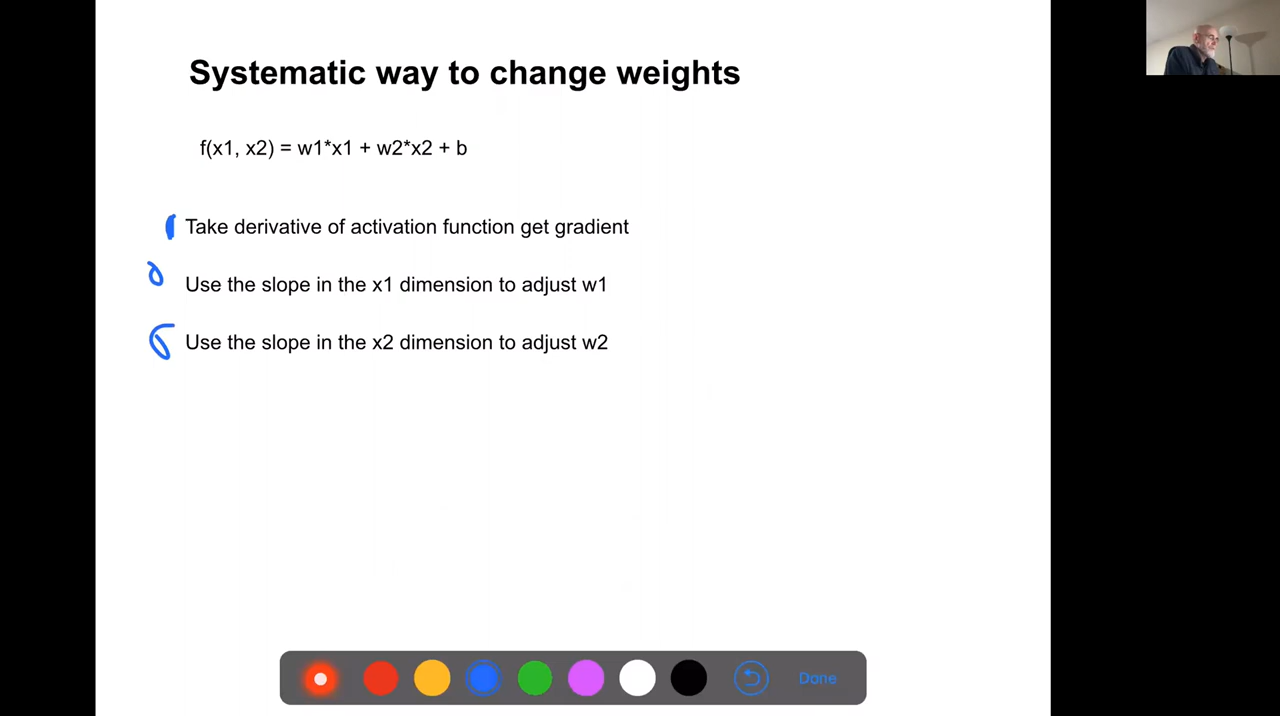 Systematic way to change weights
f(x1, x2) = w1*x1 + w2*x2 + b
Take derivative of activation function get gradient
Use the slope in the x1 dimension to adjust w1
Use the slope in the x2 dimension to adjust w2
Done